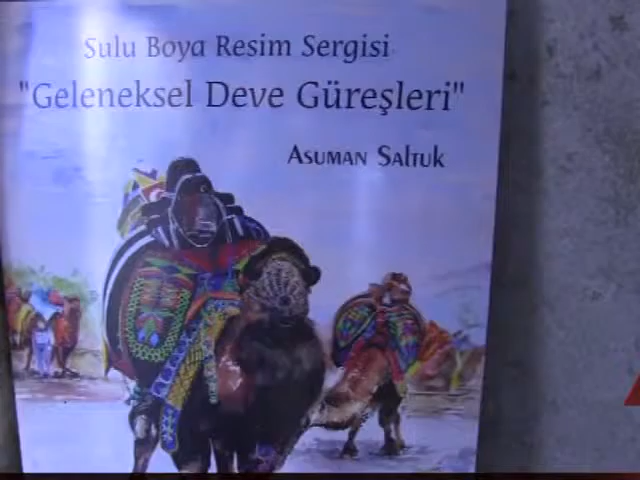 Sulu Boya Resim Sergisi
"Geleneksel Deve Güreşleri"
Asuman Saltuk